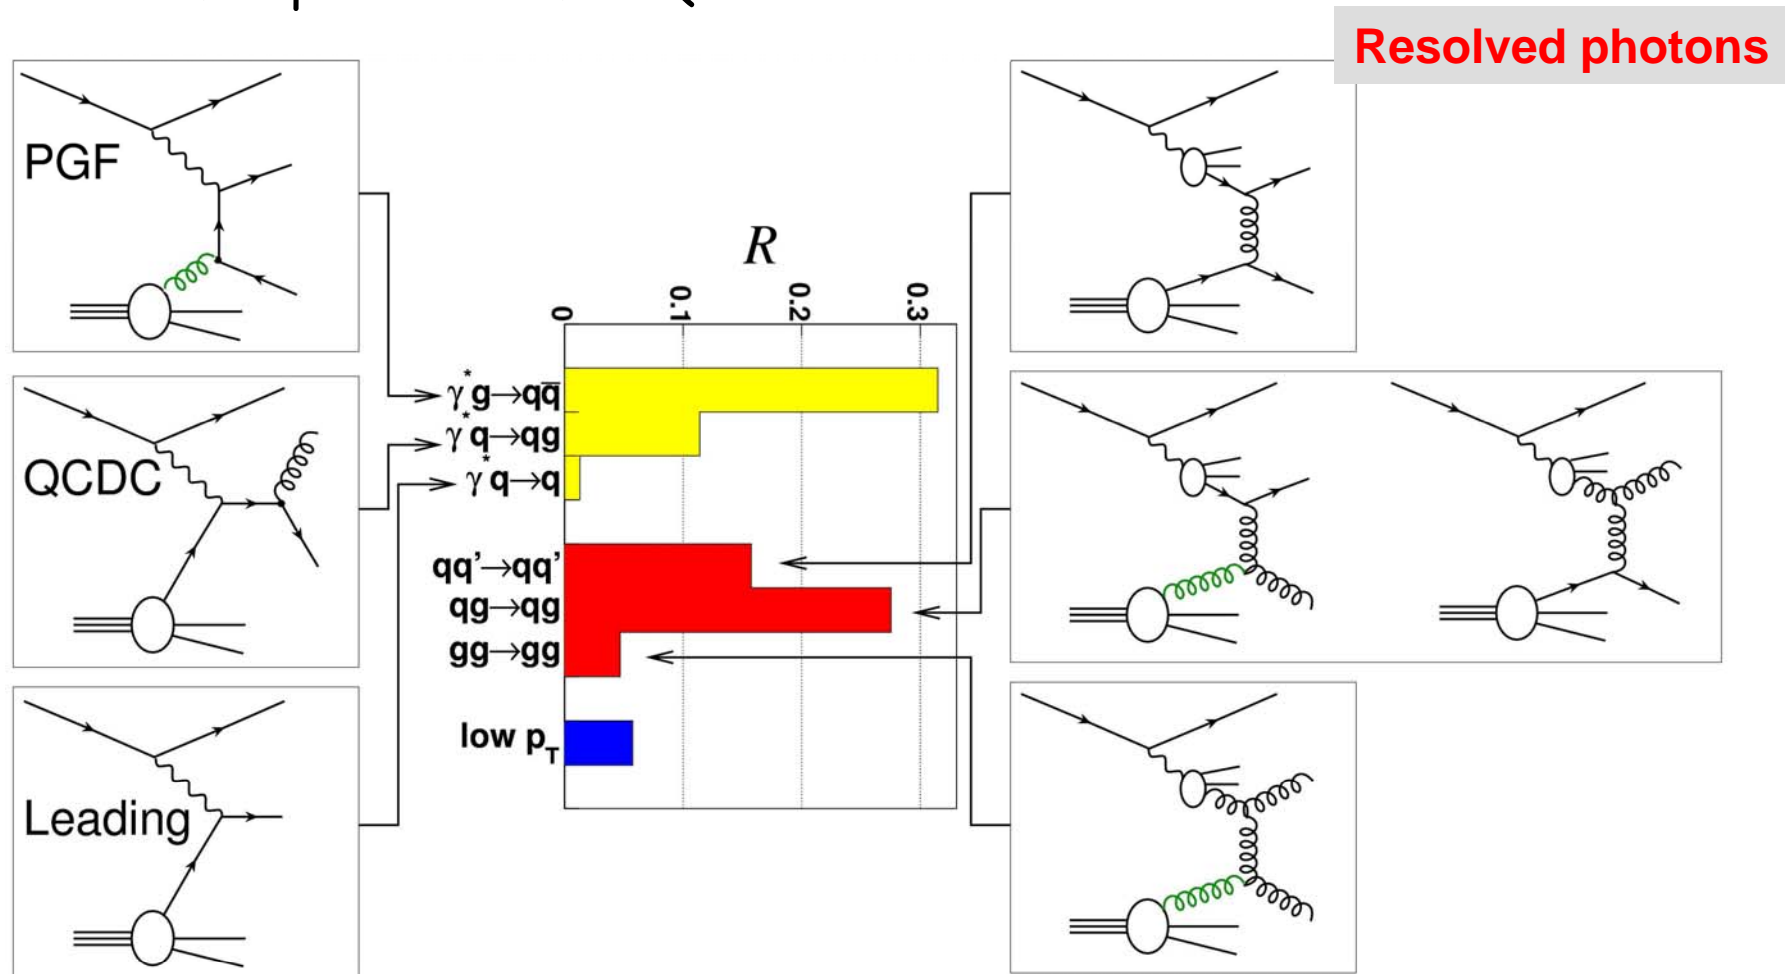 Resolved photons
PGF
QCDC
Leading
R
0 0.1 0.2 0.3
γ*g→qq̅
γ*q→qg
γ*q→q
qq’→qq’
qg→qg
gg→gg
low pT